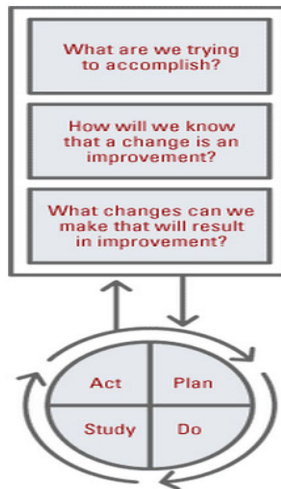 What are we trying
to accomplish?
How will we know
that a change is an
improvement?
What changes can we
make that will result
in improvement?
Act
Plan
Study
Do